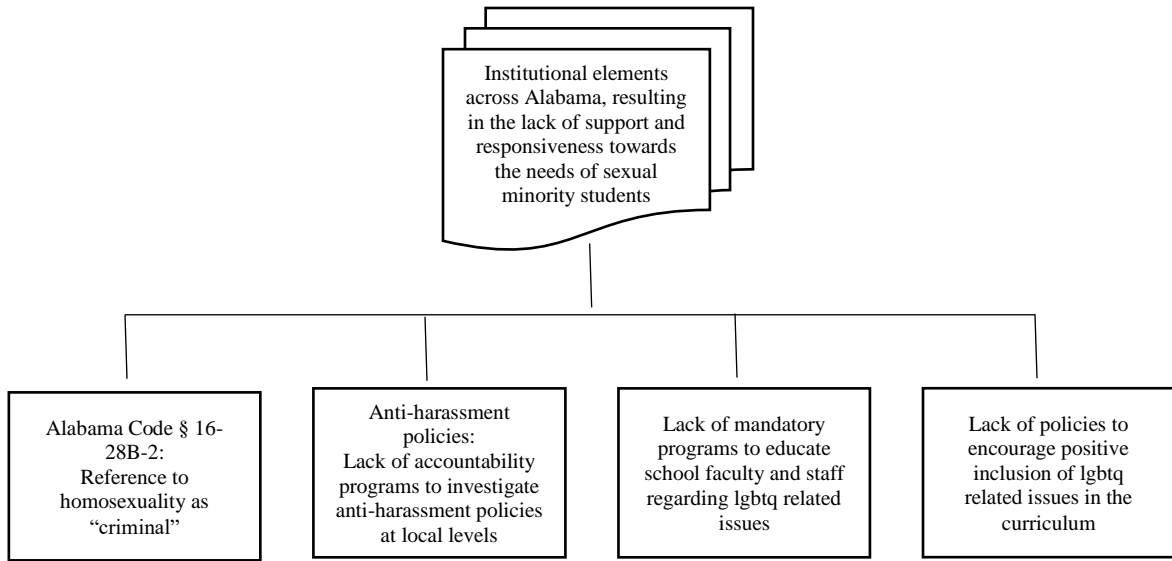 Institutional elements
across Alabama, resulting
in the lack of support and
responsiveness towards
the needs of sexual
minority students
Alabama Code § 16-
28B-2:
Reference to
homosexuality as
“criminal”
Anti-harassment
policies:
Lack of accountability
programs to investigate
anti-harassment policies
at local levels
Lack of mandatory
programs to educate
school faculty and staff
regarding lgbtq related
issues
Lack of policies to
encourage positive
inclusion of lgbtq
related issues in the
curriculum